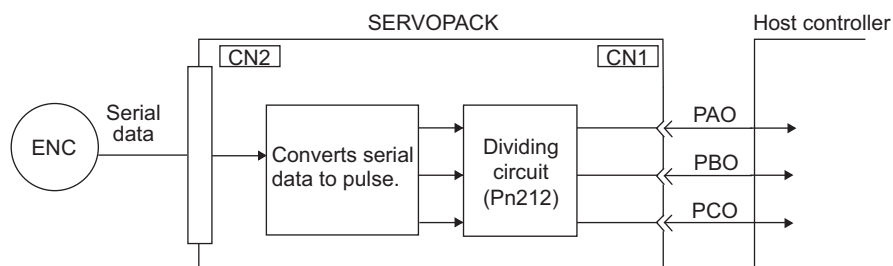 SERVOPACK
Host controller
CN2
CN1
ENC
Serial
data
Converts serial
data to pulse.
Dividing
circuit
(Pn212)
PAO
PBO
PCO